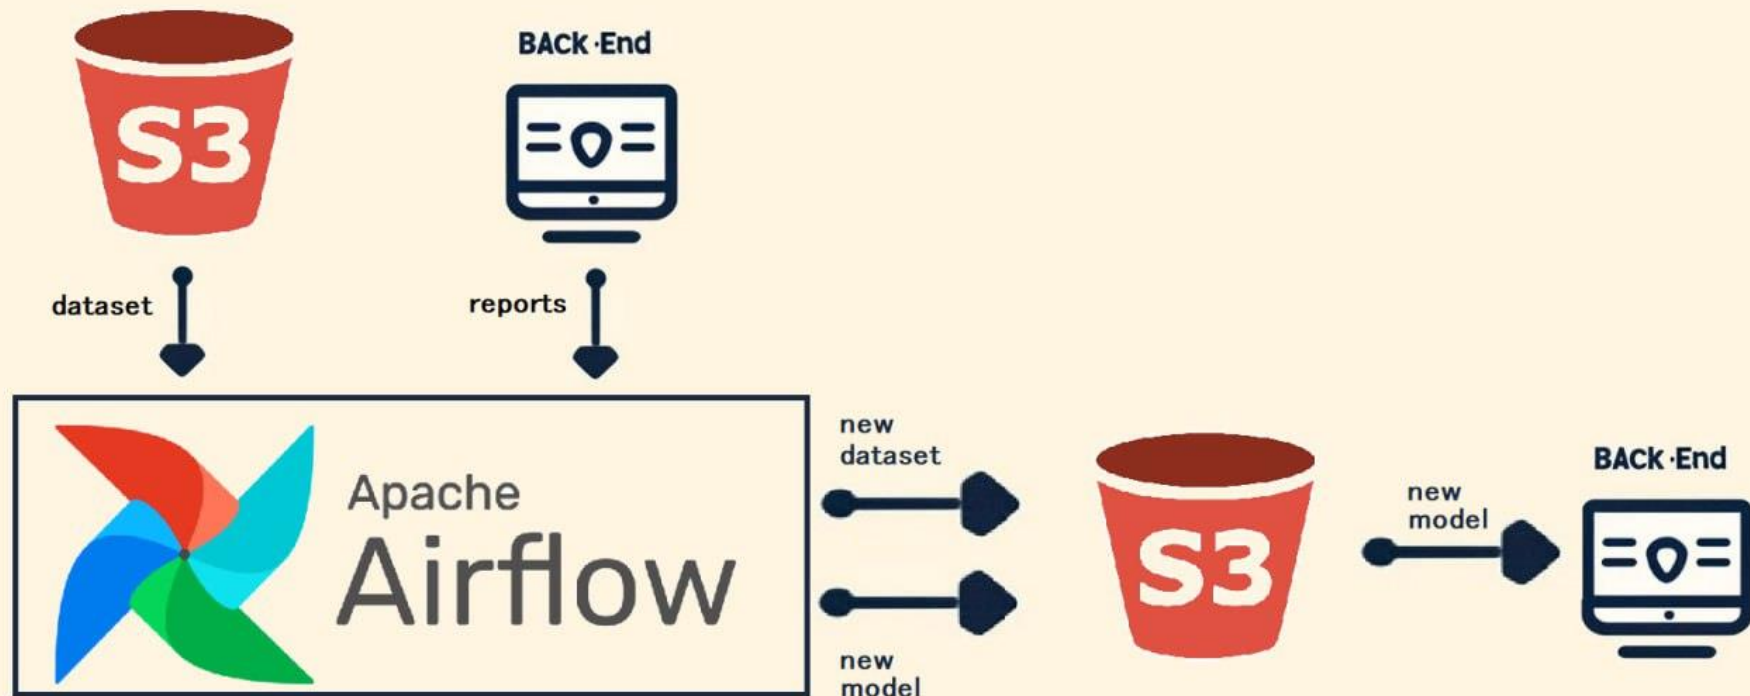 BACk·End
S3
dataset
reports
Apache
Airflow
new
dataset
new
model
S3
new
model
BACk·End